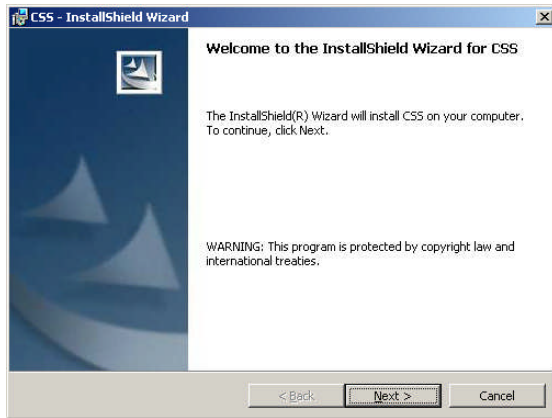 CSS - InstallShield Wizard
Welcome to the InstallShield Wizard for CSS
The InstallShield(R) Wizard will install CSS on your computer.
To continue, click Next.
WARNING: This program is protected by copyright law and
international treaties.
< Back
Next >
Cancel